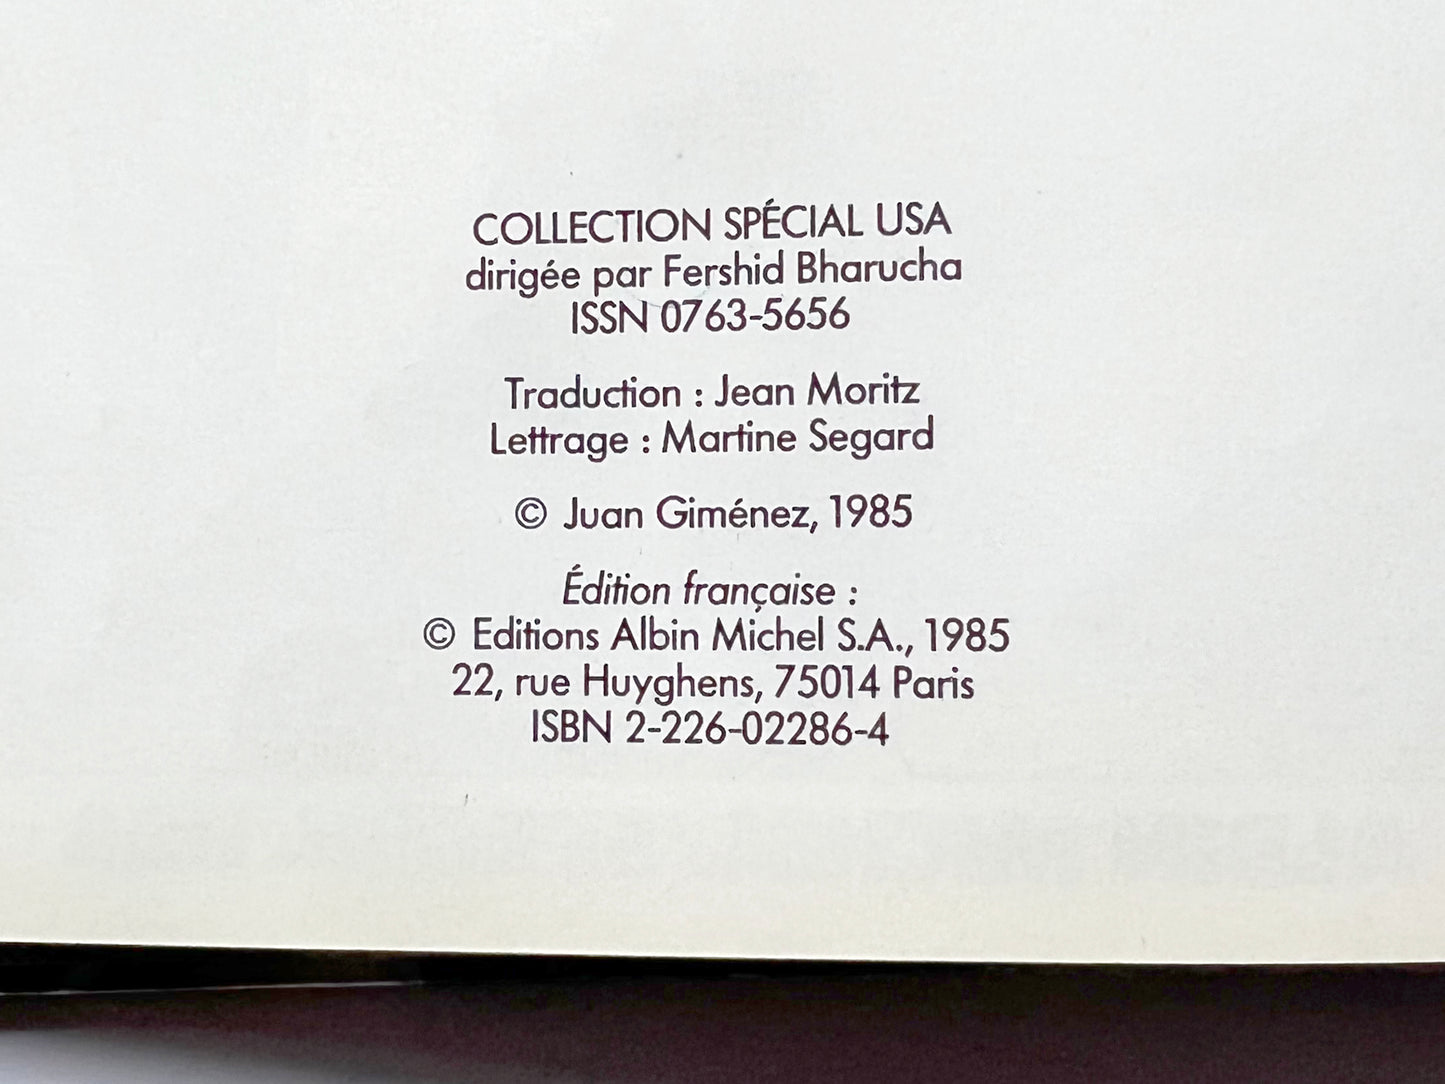 COLLECTION SPÉCIAL USA
dirigée par Fershid Bharucha
ISSN 0763-5656
Traduction : Jean Moritz
Lettrage : Martine Segard
© Juan Giménez, 1985
Édition française :
© Editions Albin Michel S.A., 1985
22, rue Huyghens, 75014 Paris
ISBN 2-226-02286-4